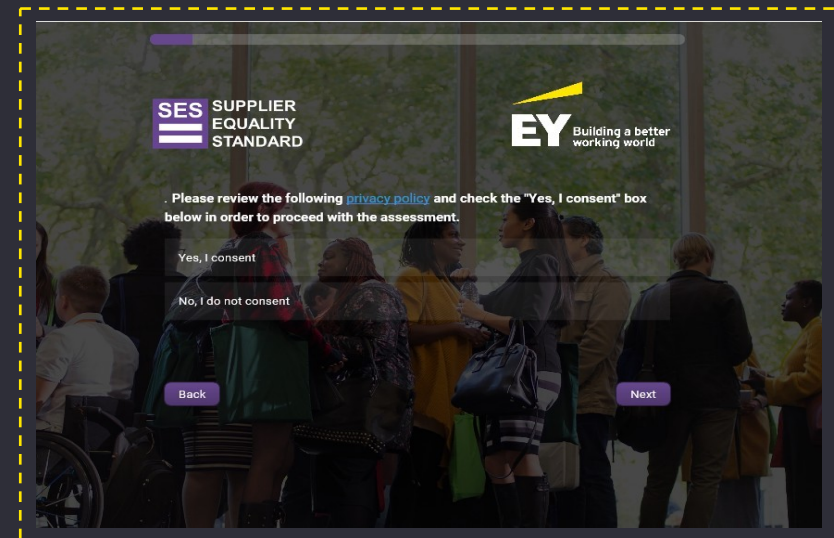 SES SUPPLIER
EQUALITY
STANDARD
EY Building a better
working world
. Please review the following privacy policy and check the "Yes, I consent" box
below in order to proceed with the assessment.
Yes, I consent
No, I do not consent
Back
Next